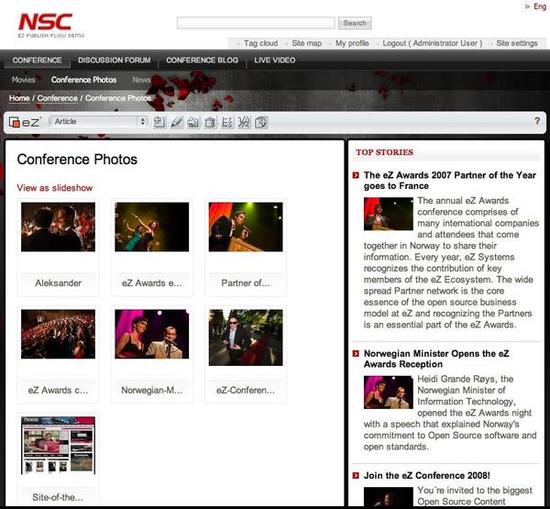 » Eng
NSC
EZ PUBLISH FLOW DEMO
Search
Tag cloud Site map My profile Logout ( Administrator User ) Site settings
CONFERENCE DISCUSSION FORUM CONFERENCE BLOG LIVE VIDEO
Movies Conference Photos News
Home / Conference / Conference Photos
eZ Article ?
Conference Photos
View as slideshow
Aleksander eZ Awards e... Partner of...
eZ Awards c... Norwegian-M... eZ-Conferen...
Site-of-the...
TOP STORIES
The eZ Awards 2007 Partner of the Year
goes to France
The annual eZ Awards
conference comprises of
many international companies
and attendees that come
together in Norway to share their
information. Every year, eZ Systems
recognizes the contribution of key
members of the eZ Ecosystem. The wide
spread Partner network is the core
essence of the open source business
model at eZ and recognizing the Partners
is an essential part of the eZ Awards.
Norwegian Minister Opens the eZ
Awards Reception
Heidi Grande Røys, the
Norwegian Minister of
Information Technology,
opened the eZ Awards night
with a speech that explained Norway's
commitment to Open Source software and
open standards.
Join the eZ Conference 2008!
You´re invited to the biggest
Open Source Content